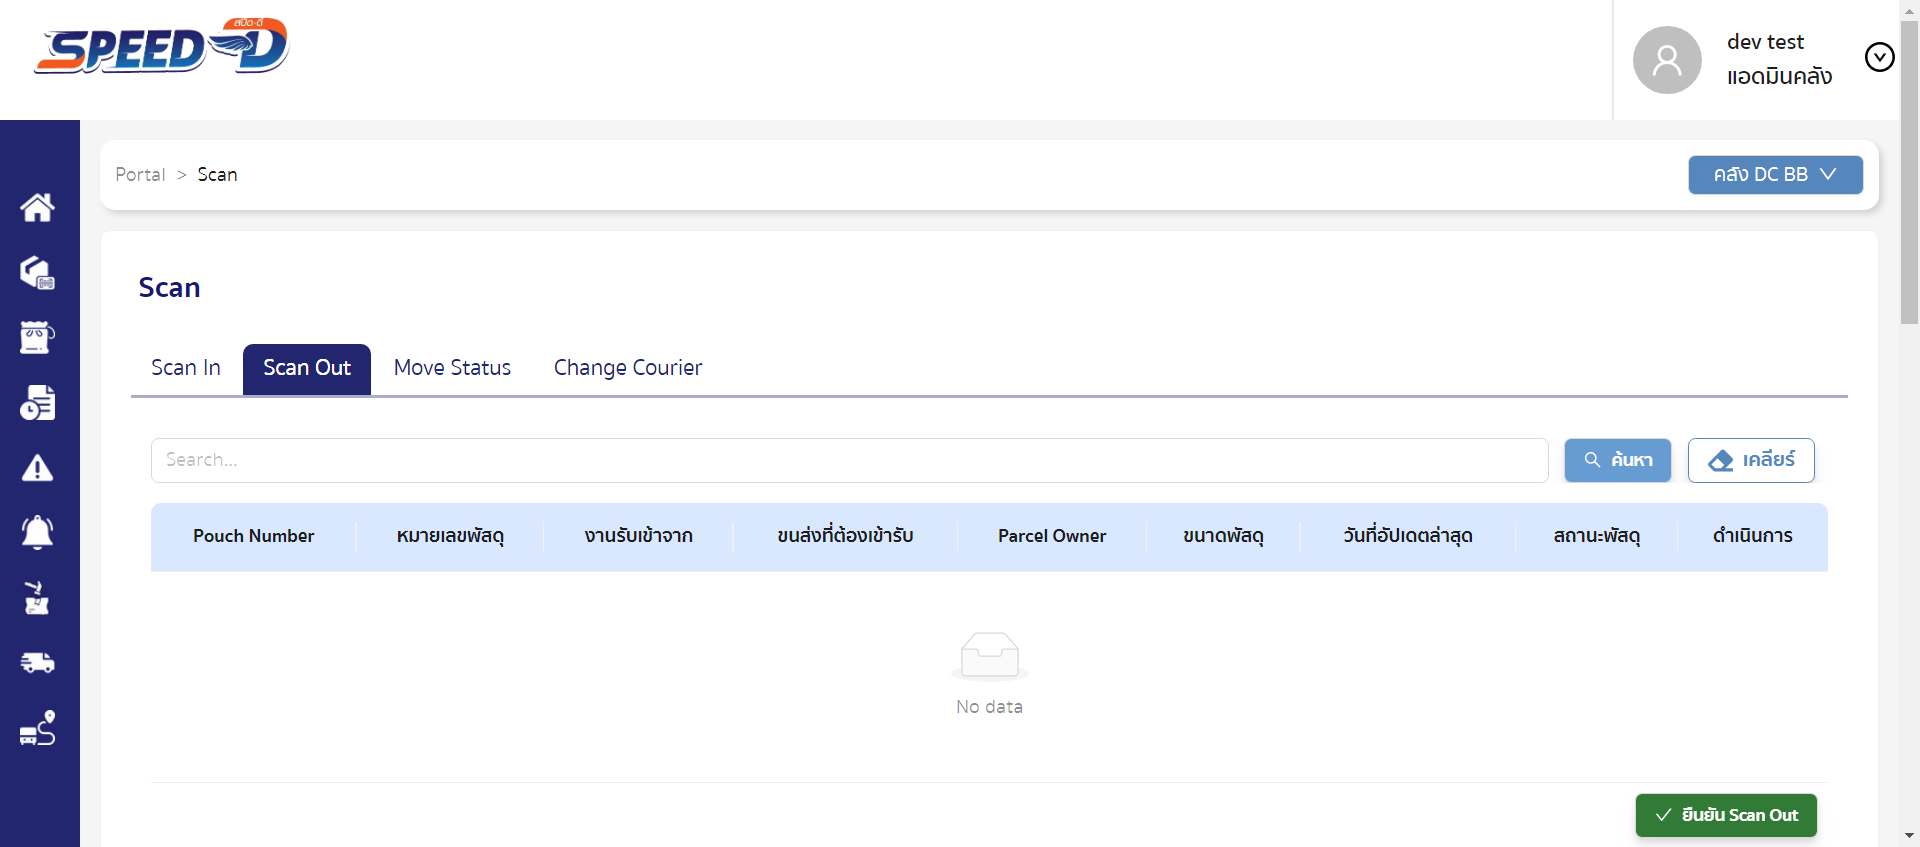 สปีด-ดี
SPEED-D
dev test
แอดมินคลัง
Portal > Scan
คลัง DC BB
Scan
Scan In Scan Out Move Status Change Courier
Search... ค้นหา เคลียร์
Pouch Number หมายเลขพัสดุ งานรับเข้าจาก ขนส่งที่ต้องเข้ารับ Parcel Owner ขนาดพัสดุ วันที่อัปเดตล่าสุด สถานะพัสดุ ดำเนินการ
No data
ยืนยัน Scan Out